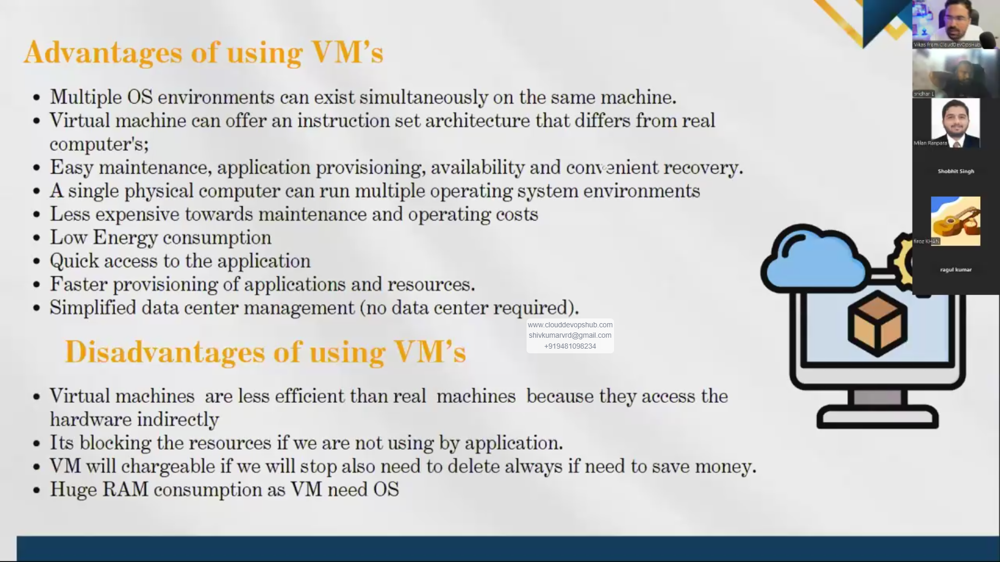 Advantages of using VM’s
• Multiple OS environments can exist simultaneously on the same machine.
• Virtual machine can offer an instruction set architecture that differs from real
computer's;
• Easy maintenance, application provisioning, availability and convenient recovery.
• A single physical computer can run multiple operating system environments
• Less expensive towards maintenance and operating costs
• Low Energy consumption
• Quick access to the application
• Faster provisioning of applications and resources.
• Simplified data center management (no data center required).
www.clouddevopshub.com
shivkumarvrd@gmail.com
+919481098234
Disadvantages of using VM’s
• Virtual machines are less efficient than real machines because they access the
hardware indirectly
• Its blocking the resources if we are not using by application.
• VM will chargeable if we will stop also need to delete always if need to save money.
• Huge RAM consumption as VM need OS
Vikas from CloudDevOpsHub
sridhar L
Milan Ranpara
Shobhit Singh
firoz KHAN
ragul kumar